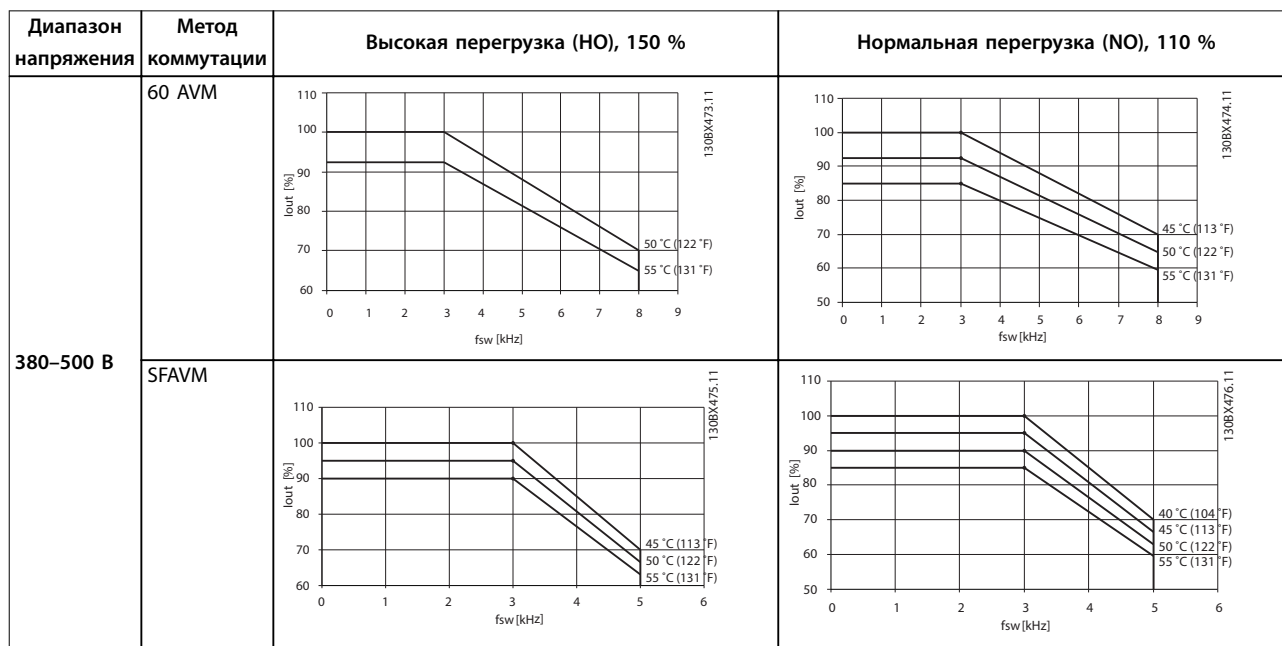 Диапазон
напряжения
Метод
коммутации
Высокая перегрузка (HO), 150 %
Нормальная перегрузка (NO), 110 %
380–500 В
60 AVM
110
100
90
80
70
60
Iout [%]
0 1 2 3 4 5 6 7 8 9
fsw [kHz]
50 ˚C (122 ˚F)
55 ˚C (131 ˚F)
130BX473.11
110
100
90
80
70
60
50
Iout [%]
0 1 2 3 4 5 6 7 8 9
fsw [kHz]
45 ˚C (113 ˚F)
50 ˚C (122 ˚F)
55 ˚C (131 ˚F)
130BX474.11
SFAVM
110
100
90
80
70
60
Iout [%]
0 1 2 3 4 5 6
fsw [kHz]
45 ˚C (113 ˚F)
50 ˚C (122 ˚F)
55 ˚C (131 ˚F)
130BX475.11
110
100
90
80
70
60
50
Iout [%]
0 1 2 3 4 5 6
fsw [kHz]
40 ˚C (104 ˚F)
45 ˚C (113 ˚F)
50 ˚C (122 ˚F)
55 ˚C (131 ˚F)
130BX476.11